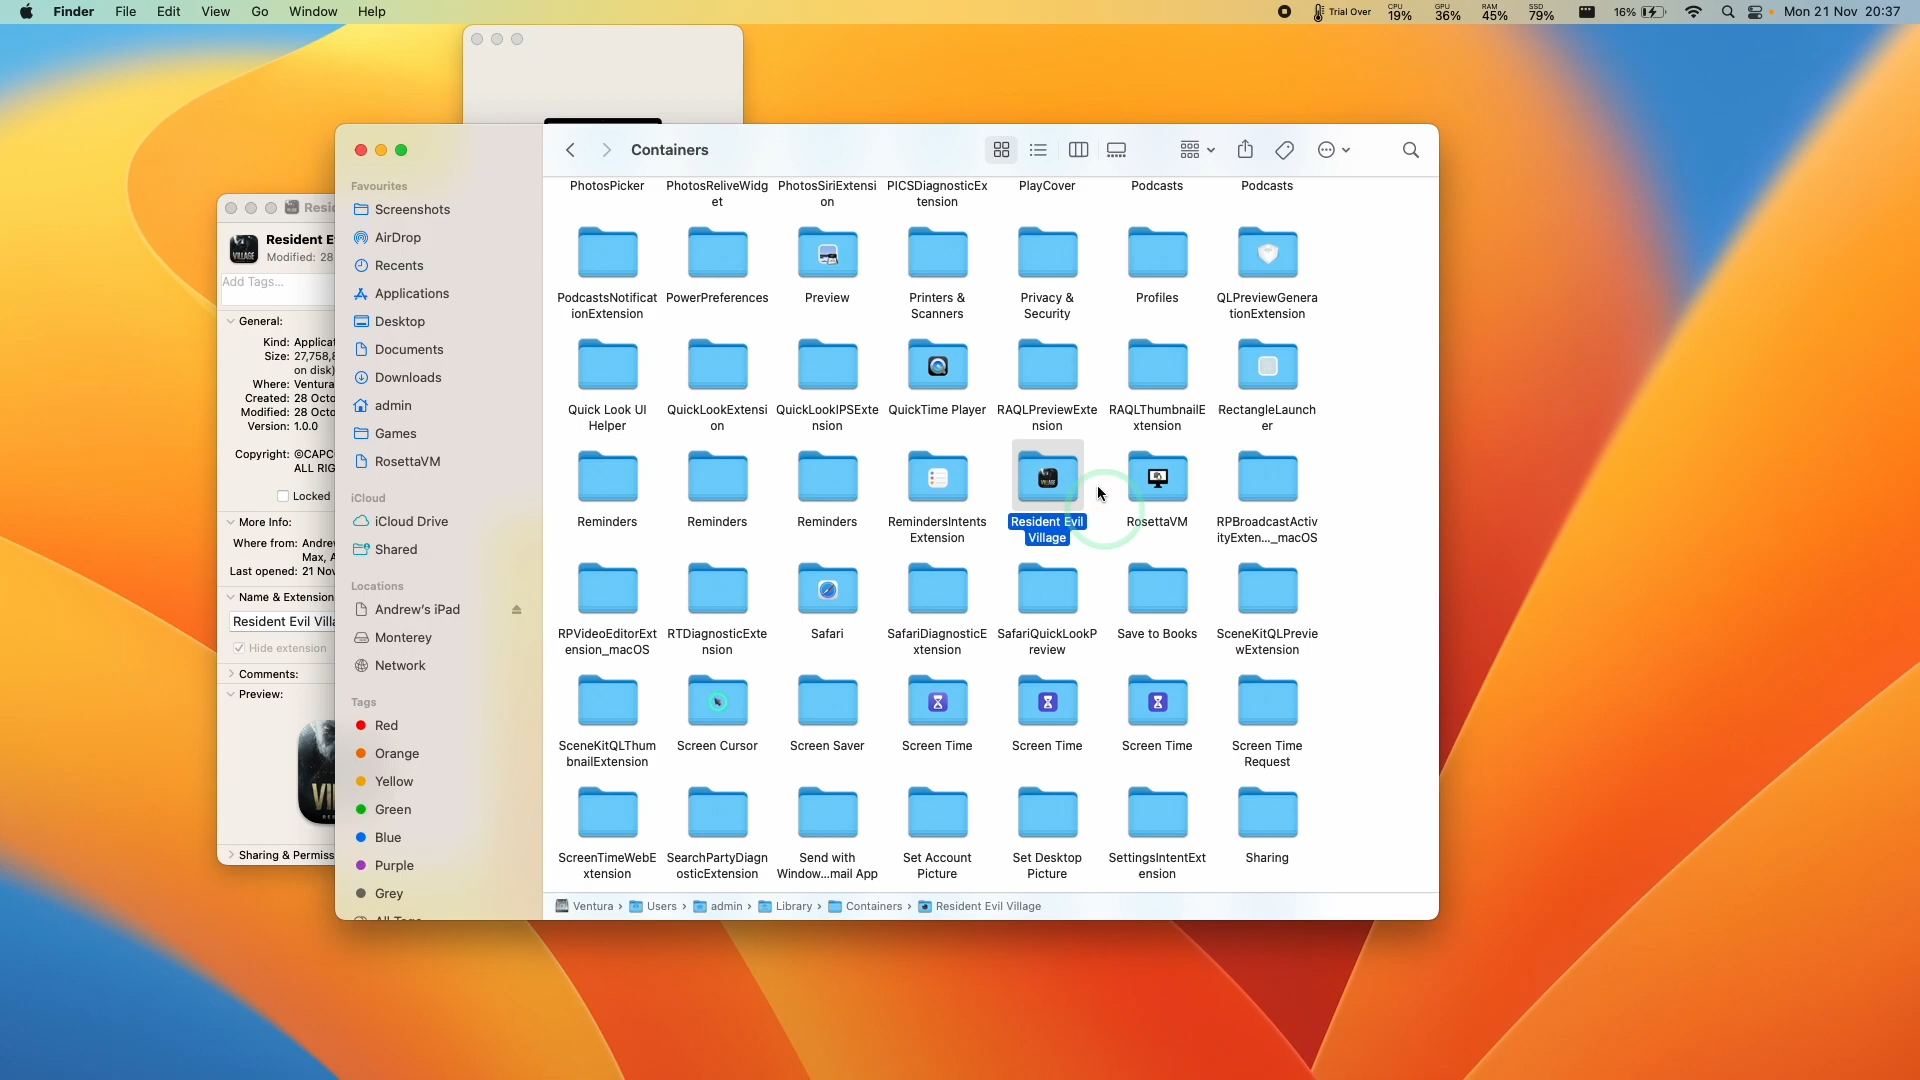 Finder File Edit View Go Window Help
Trial Over CPU 19% GPU 36% RAM 45% SSD 79% 16% Mon 21 Nov 20:37
Resid
Resident E
Modified: 28
Add Tags...
General:
Kind: Applicat
Size: 27,758,8
on disk)
Where: Ventura
Created: 28 Octo
Modified: 28 Octo
Version: 1.0.0
Copyright: ©CAPC
ALL RIG
Locked
More Info:
Where from: Andrew
Max, A
Last opened: 21 Nov
Name & Extension
Resident Evil Villa
Hide extension
Comments:
Preview:
Sharing & Permiss
Favourites
Screenshots
AirDrop
Recents
Applications
Desktop
Documents
Downloads
admin
Games
RosettaVM
iCloud
iCloud Drive
Shared
Locations
Andrew's iPad
Monterey
Network
Tags
Red
Orange
Yellow
Green
Blue
Purple
Grey
All Tags
Containers
PhotosPicker PhotosReliveWidg PhotosSiriExtensi PICSDiagnosticEx PlayCover Podcasts Podcasts
et on tension
PodcastsNotificat PowerPreferences Preview Printers & Privacy & Profiles QLPreviewGenera
ionExtension Scanners Security tionExtension
Quick Look UI QuickLookExtensi QuickLookIPSExte QuickTime Player RAQLPreviewExte RAQLThumbnailE RectangleLaunch
Helper on nsion nsion xtension er
Reminders Reminders Reminders RemindersIntents Resident Evil RosettaVM RPBroadcastActiv
Extension Village ityExten..._macOS
RPVideoEditorExt RTDiagnosticExte Safari SafariDiagnosticE SafariQuickLookP Save to Books SceneKitQLPrevie
ension_macOS nsion xtension review wExtension
SceneKitQLThum Screen Cursor Screen Saver Screen Time Screen Time Screen Time Screen Time
bnailExtension Request
ScreenTimeWebE SearchPartyDiagn Send with Set Account Set Desktop SettingsIntentExt Sharing
xtension osticExtension Window...mail App Picture Picture ension
Ventura › Users › admin › Library › Containers › Resident Evil Village